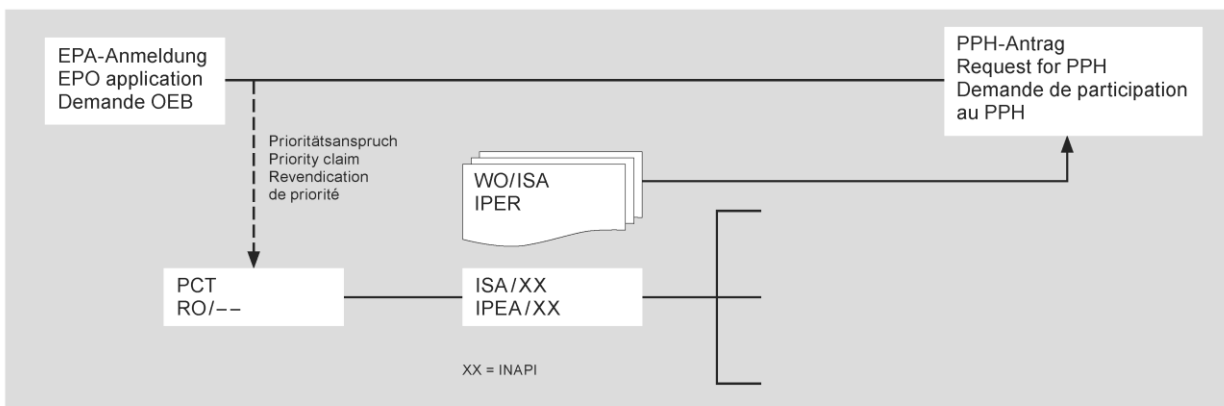 EPA-Anmeldung
EPO application
Demande OEB
PPH-Antrag
Request for PPH
Demande de participation
au PPH
Prioritätsanspruch
Priority claim
Revendication
de priorité
WO/ISA
IPER
PCT
RO/––
ISA/XX
IPEA/XX
XX = INAPI